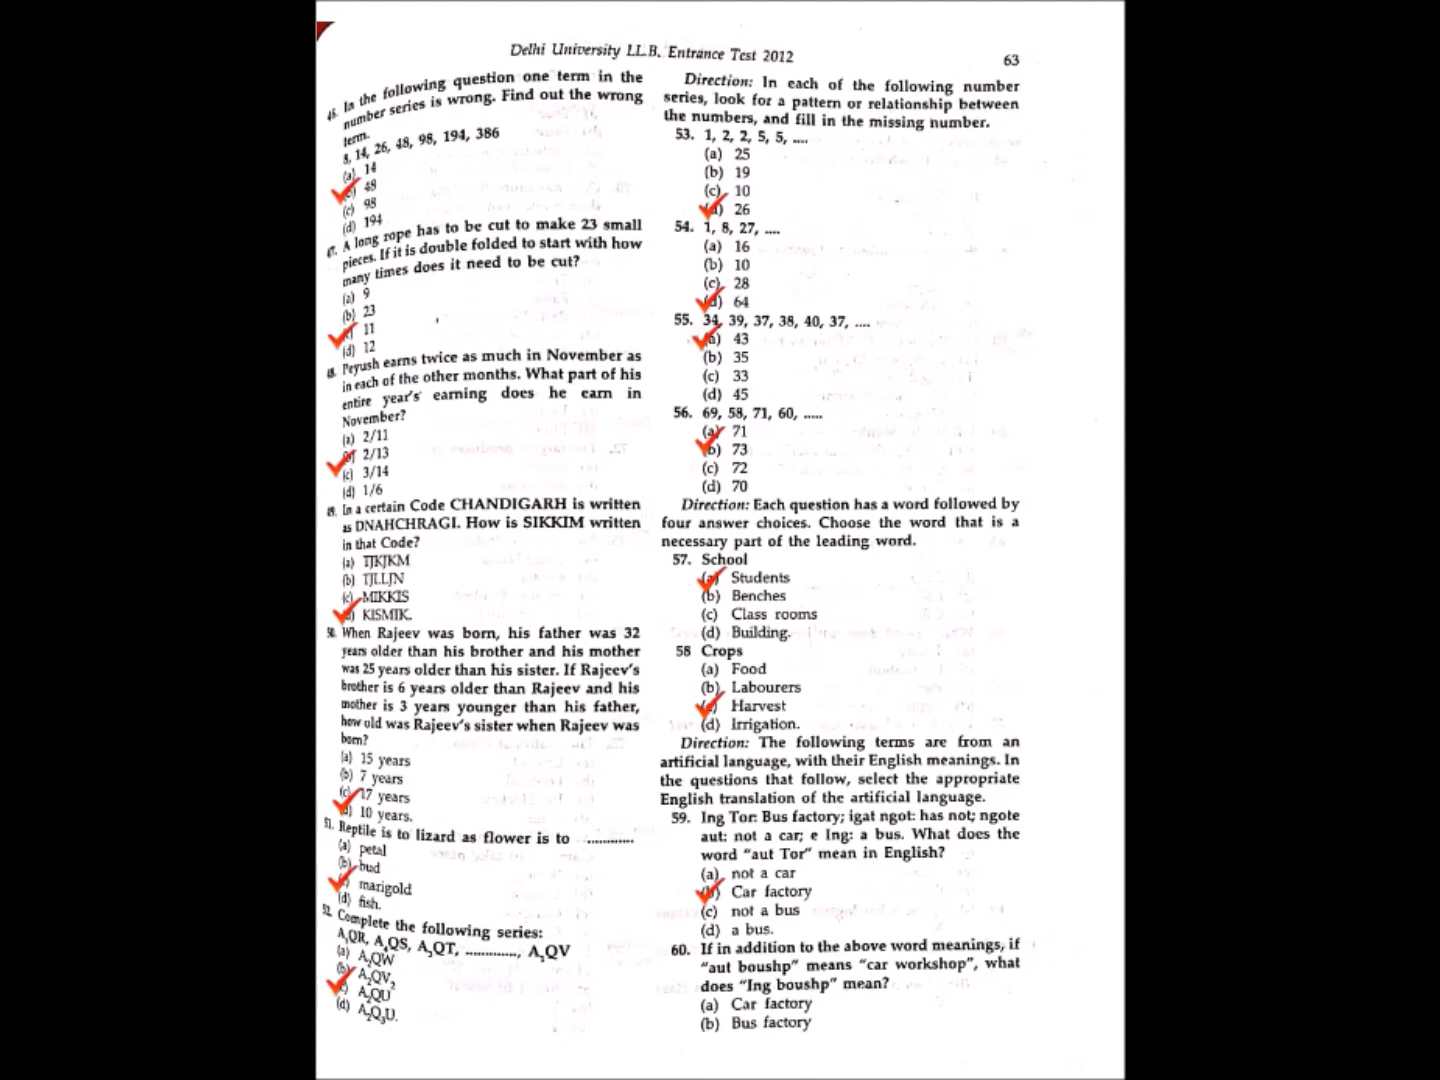 Delhi University LL.B. Entrance Test 2012
63
46. In the following question one term in the
number series is wrong. Find out the wrong
term.
8, 14, 26, 48, 98, 194, 386
(a) 14
48
(c) 98
(d) 194
47. A long rope has to be cut to make 23 small
pieces. If it is double folded to start with how
many times does it need to be cut?
(a) 9
(b) 23
11
(d) 12
48. Peyush earns twice as much in November as
in each of the other months. What part of his
entire year's earning does he earn in
November?
(a) 2/11
2/13
(c) 3/14
(d) 1/6
49. In a certain Code CHANDIGARH is written
as DNAHCHRAGI. How is SIKKIM written
in that Code?
(a) TJKJKM
(b) TJLLJN
(c) MIKKIS
KISMIK.
50. When Rajeev was born, his father was 32
years older than his brother and his mother
was 25 years older than his sister. If Rajeev's
brother is 6 years older than Rajeev and his
mother is 3 years younger than his father,
how old was Rajeev's sister when Rajeev was
born?
(a) 15 years
(b) 7 years
(c) 17 years
(d) 10 years.
51. Reptile is to lizard as flower is to .............
(a) petal
(b) bud
marigold
(d) fish.
52. Complete the following series:
A₁QR, A₄QS, A₃QT, ............., A₁QV
(a) A₂QW
(b) A₂QV₂
A₂QU
(d) A₂Q₃U.
Direction: In each of the following number
series, look for a pattern or relationship between
the numbers, and fill in the missing number.
53. 1, 2, 2, 5, 5, ....
(a) 25
(b) 19
(c) 10
(d) 26
54. 1, 8, 27, ....
(a) 16
(b) 10
(c) 28
(d) 64
55. 34, 39, 37, 38, 40, 37, ....
(a) 43
(b) 35
(c) 33
(d) 45
56. 69, 58, 71, 60, .....
(a) 71
(b) 73
(c) 72
(d) 70
Direction: Each question has a word followed by
four answer choices. Choose the word that is a
necessary part of the leading word.
57. School
(a) Students
(b) Benches
(c) Class rooms
(d) Building.
58 Crops
(a) Food
(b) Labourers
(c) Harvest
(d) Irrigation.
Direction: The following terms are from an
artificial language, with their English meanings. In
the questions that follow, select the appropriate
English translation of the artificial language.
59. Ing Tor: Bus factory; igat ngot: has not; ngote
aut: not a car; e Ing: a bus. What does the
word "aut Tor" mean in English?
(a) not a car
(b) Car factory
(c) not a bus
(d) a bus.
60. If in addition to the above word meanings, if
"aut boushp" means "car workshop", what
does "Ing boushp" mean?
(a) Car factory
(b) Bus factory